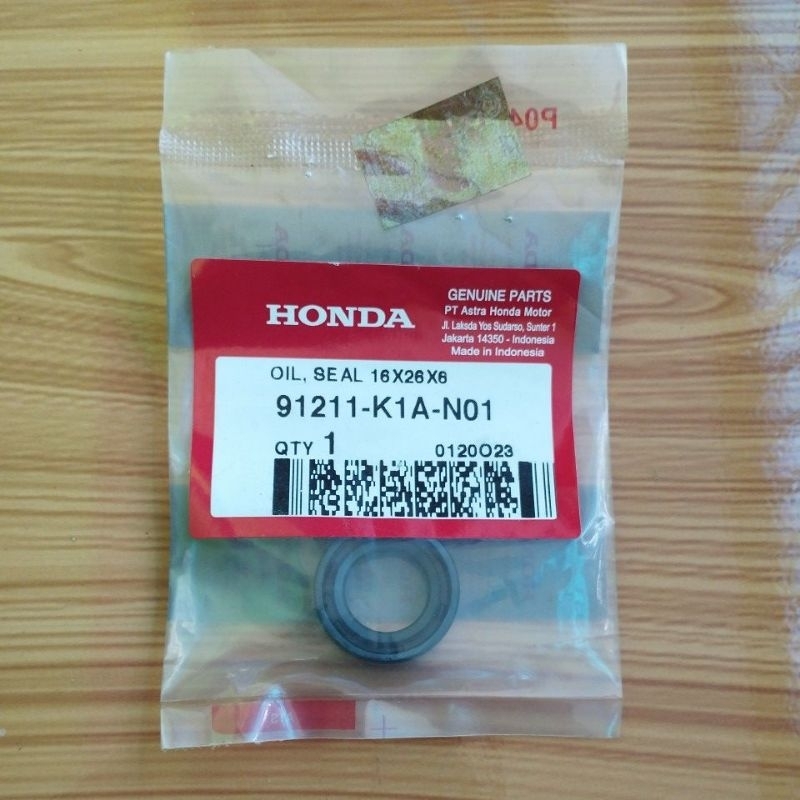 P04
HONDA
GENUINE PARTS
PT Astra Honda Motor
Jl. Laksda Yos Sudarso, Sunter 1
Jakarta 14350 - Indonesia
Made in Indonesia
OIL, SEAL 16X26X6
91211-K1A-N01
QTY 1
0120O23